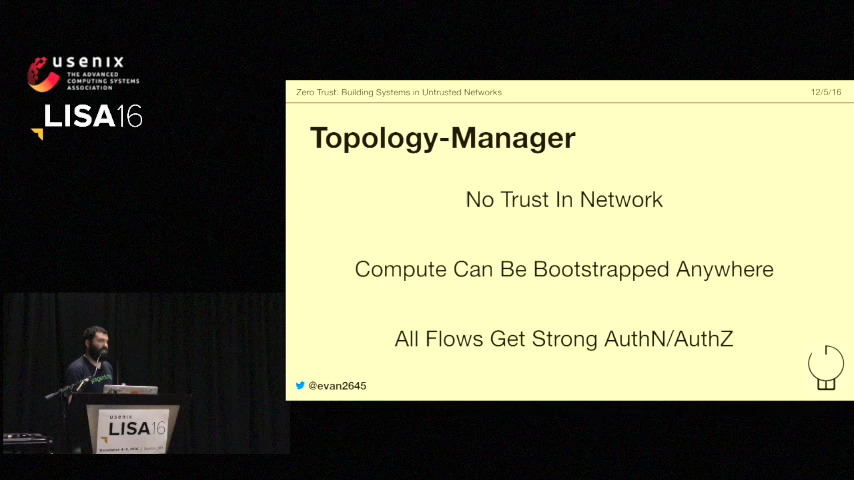 usenix
THE ADVANCED
COMPUTING SYSTEMS
ASSOCIATION
LISA16
Zero Trust: Building Systems in Untrusted Networks
12/5/16
Topology-Manager
No Trust In Network
Compute Can Be Bootstrapped Anywhere
All Flows Get Strong AuthN/AuthZ
@evan2645
usenix
LISA16